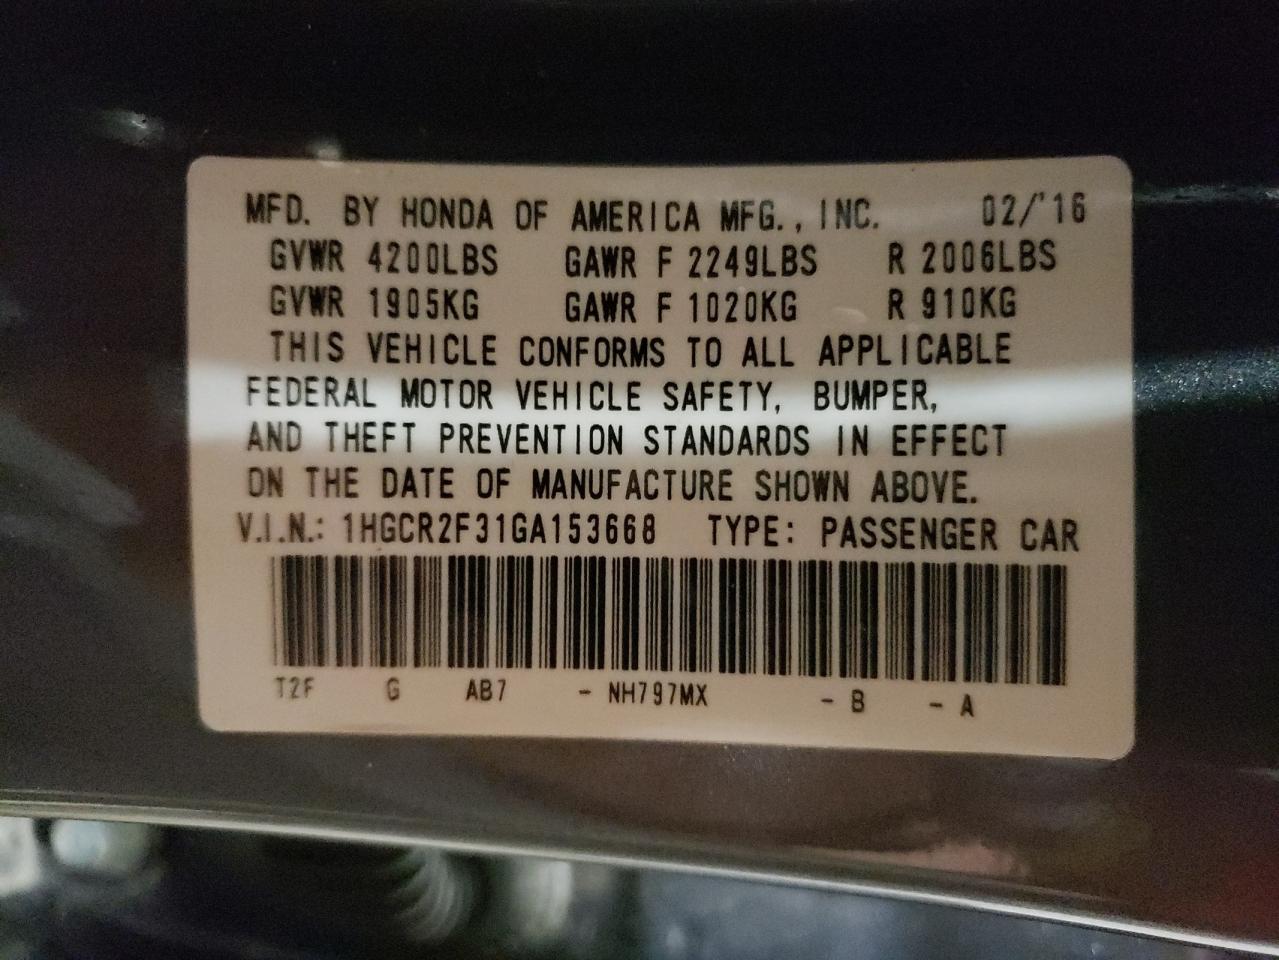 MFD. BY HONDA OF AMERICA MFG., INC. 02/'16
GVWR 4200LBS GAWR F 2249LBS R 2006LBS
GVWR 1905KG GAWR F 1020KG R 910KG
THIS VEHICLE CONFORMS TO ALL APPLICABLE
FEDERAL MOTOR VEHICLE SAFETY, BUMPER,
AND THEFT PREVENTION STANDARDS IN EFFECT
ON THE DATE OF MANUFACTURE SHOWN ABOVE.
V.I.N.: 1HGCR2F31GA153668 TYPE: PASSENGER CAR
T2F G AB7 - NH797MX - B - A